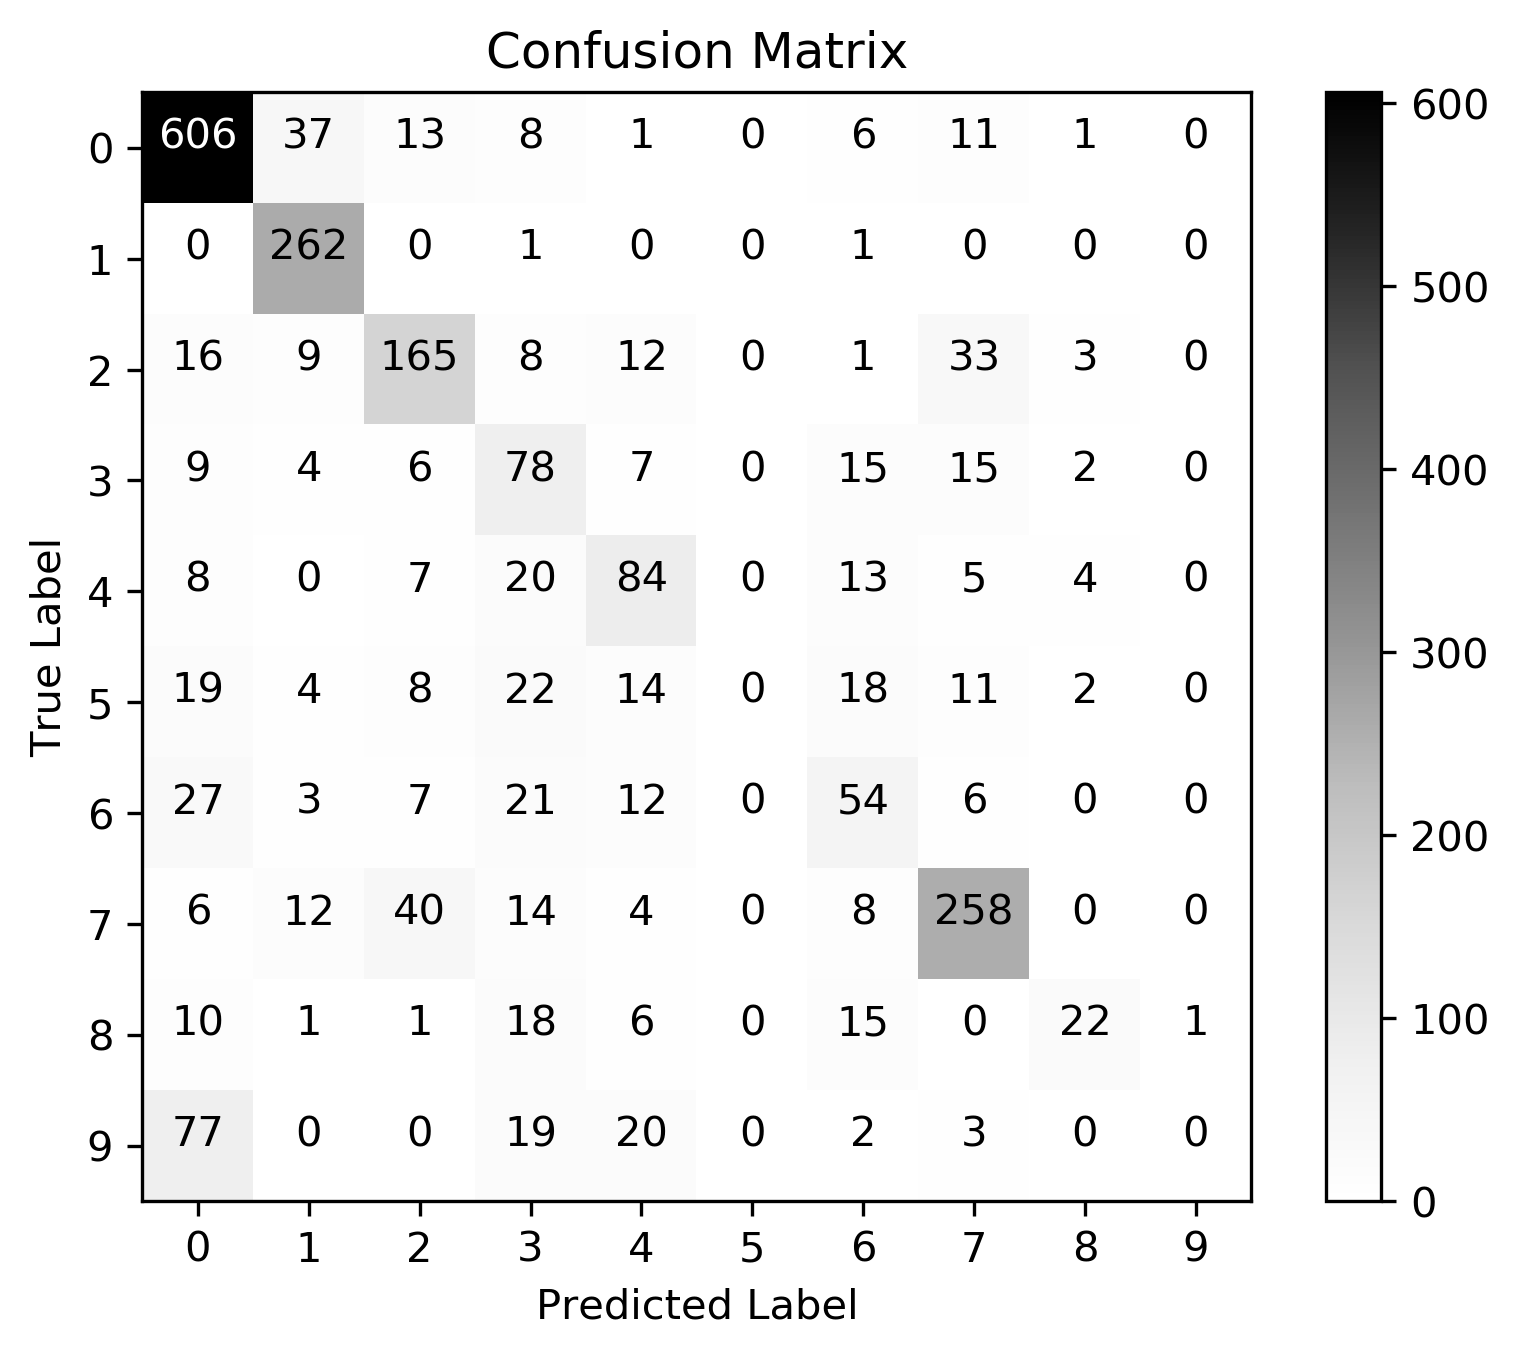 Confusion Matrix
True Label
0 606 37 13 8 1 0 6 11 1 0
1 0 262 0 1 0 0 1 0 0 0
2 16 9 165 8 12 0 1 33 3 0
3 9 4 6 78 7 0 15 15 2 0
4 8 0 7 20 84 0 13 5 4 0
5 19 4 8 22 14 0 18 11 2 0
6 27 3 7 21 12 0 54 6 0 0
7 6 12 40 14 4 0 8 258 0 0
8 10 1 1 18 6 0 15 0 22 1
9 77 0 0 19 20 0 2 3 0 0
0 1 2 3 4 5 6 7 8 9
Predicted Label
600
500
400
300
200
100
0